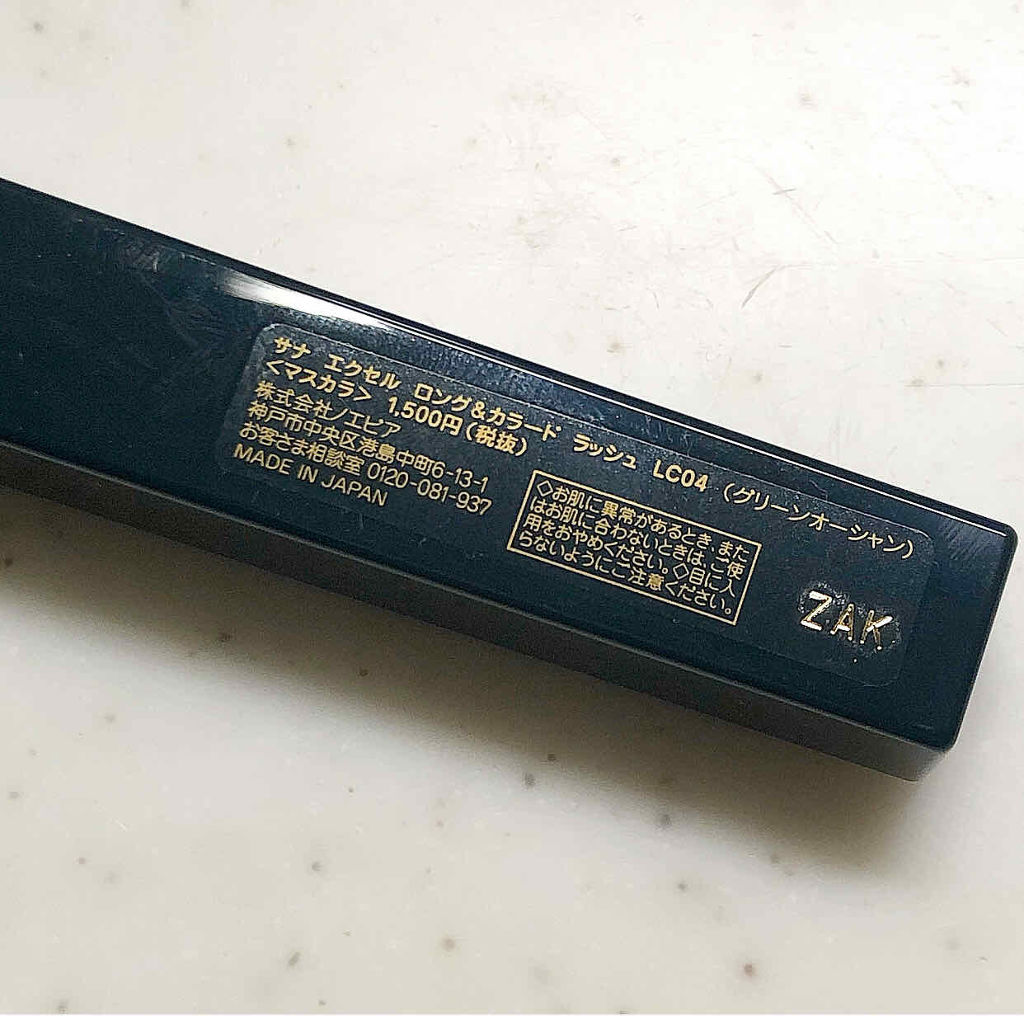 サナ エクセル ロング&カラード ラッシュ LC04 (グリーンオーシャン)
<マスカラ> 1,500円(税抜)
株式会社ノエビア
神戸市中央区港島中町6-13-1
お客さま相談室 0120-081-937
MADE IN JAPAN
◇お肌に異常があるとき、また
はお肌に合わないときは、ご使
用をおやめください。◇目に入
らないようにご注意ください。
ZAK